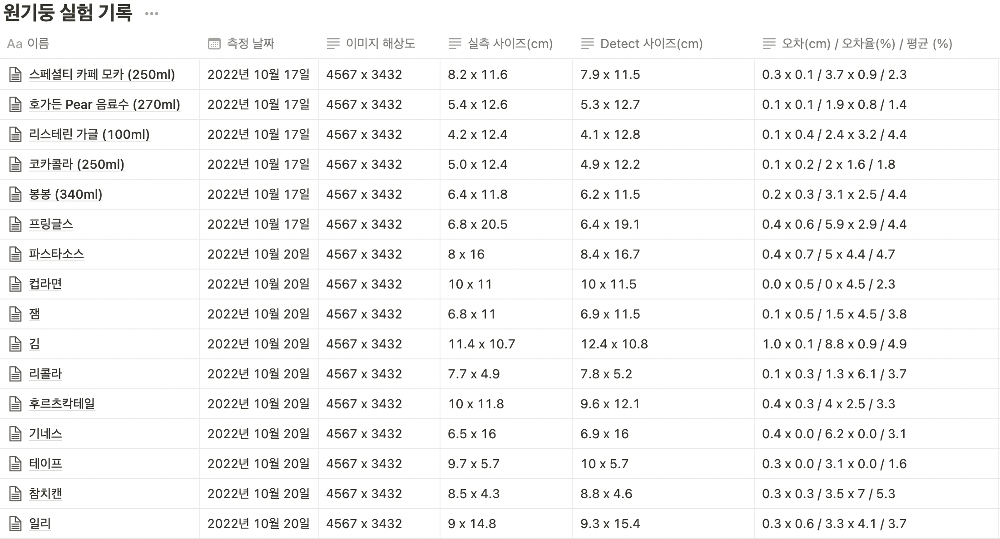 원기둥 실험 기록 ...
Aa 이름 측정 날짜 이미지 해상도 실측 사이즈(cm) Detect 사이즈(cm) 오차(cm) / 오차율(%) / 평균 (%)
스페셜티 카페 모카 (250ml) 2022년 10월 17일 4567 x 3432 8.2 x 11.6 7.9 x 11.5 0.3 x 0.1 / 3.7 x 0.9 / 2.3
호가든 Pear 음료수 (270ml) 2022년 10월 17일 4567 x 3432 5.4 x 12.6 5.3 x 12.7 0.1 x 0.1 / 1.9 x 0.8 / 1.4
리스테린 가글 (100ml) 2022년 10월 17일 4567 x 3432 4.2 x 12.4 4.1 x 12.8 0.1 x 0.4 / 2.4 x 3.2 / 4.4
코카콜라 (250ml) 2022년 10월 17일 4567 x 3432 5.0 x 12.4 4.9 x 12.2 0.1 x 0.2 / 2 x 1.6 / 1.8
봉봉 (340ml) 2022년 10월 17일 4567 x 3432 6.4 x 11.8 6.2 x 11.5 0.2 x 0.3 / 3.1 x 2.5 / 4.4
프링글스 2022년 10월 17일 4567 x 3432 6.8 x 20.5 6.4 x 19.1 0.4 x 0.6 / 5.9 x 2.9 / 4.4
파스타소스 2022년 10월 20일 4567 x 3432 8 x 16 8.4 x 16.7 0.4 x 0.7 / 5 x 4.4 / 4.7
컵라면 2022년 10월 20일 4567 x 3432 10 x 11 10 x 11.5 0.0 x 0.5 / 0 x 4.5 / 2.3
잼 2022년 10월 20일 4567 x 3432 6.8 x 11 6.9 x 11.5 0.1 x 0.5 / 1.5 x 4.5 / 3.8
김 2022년 10월 20일 4567 x 3432 11.4 x 10.7 12.4 x 10.8 1.0 x 0.1 / 8.8 x 0.9 / 4.9
리콜라 2022년 10월 20일 4567 x 3432 7.7 x 4.9 7.8 x 5.2 0.1 x 0.3 / 1.3 x 6.1 / 3.7
후르츠칵테일 2022년 10월 20일 4567 x 3432 10 x 11.8 9.6 x 12.1 0.4 x 0.3 / 4 x 2.5 / 3.3
기네스 2022년 10월 20일 4567 x 3432 6.5 x 16 6.9 x 16 0.4 x 0.0 / 6.2 x 0.0 / 3.1
테이프 2022년 10월 20일 4567 x 3432 9.7 x 5.7 10 x 5.7 0.3 x 0.0 / 3.1 x 0.0 / 1.6
참치캔 2022년 10월 20일 4567 x 3432 8.5 x 4.3 8.8 x 4.6 0.3 x 0.3 / 3.5 x 7 / 5.3
일리 2022년 10월 20일 4567 x 3432 9 x 14.8 9.3 x 15.4 0.3 x 0.6 / 3.3 x 4.1 / 3.7